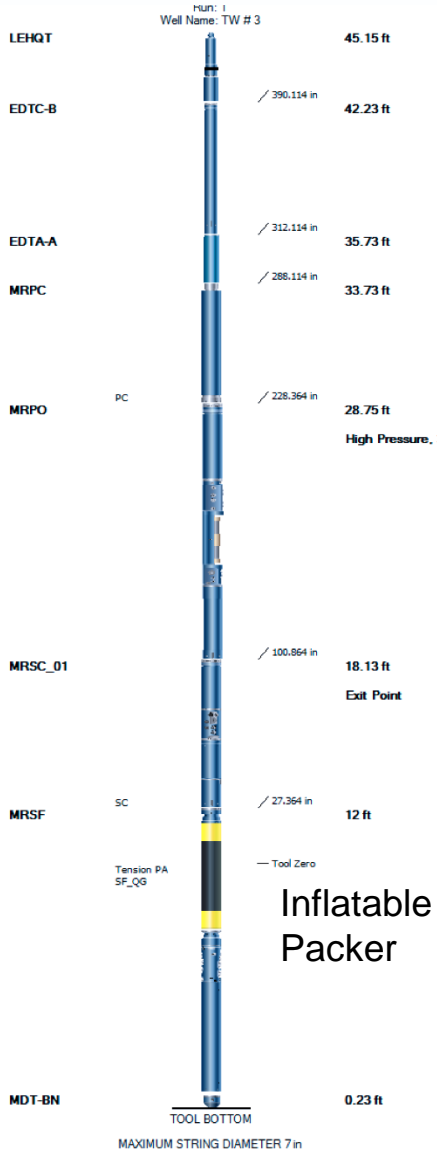 Run: 1
Well Name: TW # 3
LEHQT 45.15 ft
390.114 in
EDTC-B 42.23 ft
312.114 in
EDTA-A 35.73 ft
288.114 in
MRPC 33.73 ft
PC 228.364 in
MRPO 28.75 ft
High Pressure,
100.864 in
MRSC_01 18.13 ft
Exit Point
SC 27.364 in
MRSF 12 ft
Tension PA Tool Zero
SF_QG
Inflatable
Packer
MDT-BN 0.23 ft
TOOL BOTTOM
MAXIMUM STRING DIAMETER 7 in